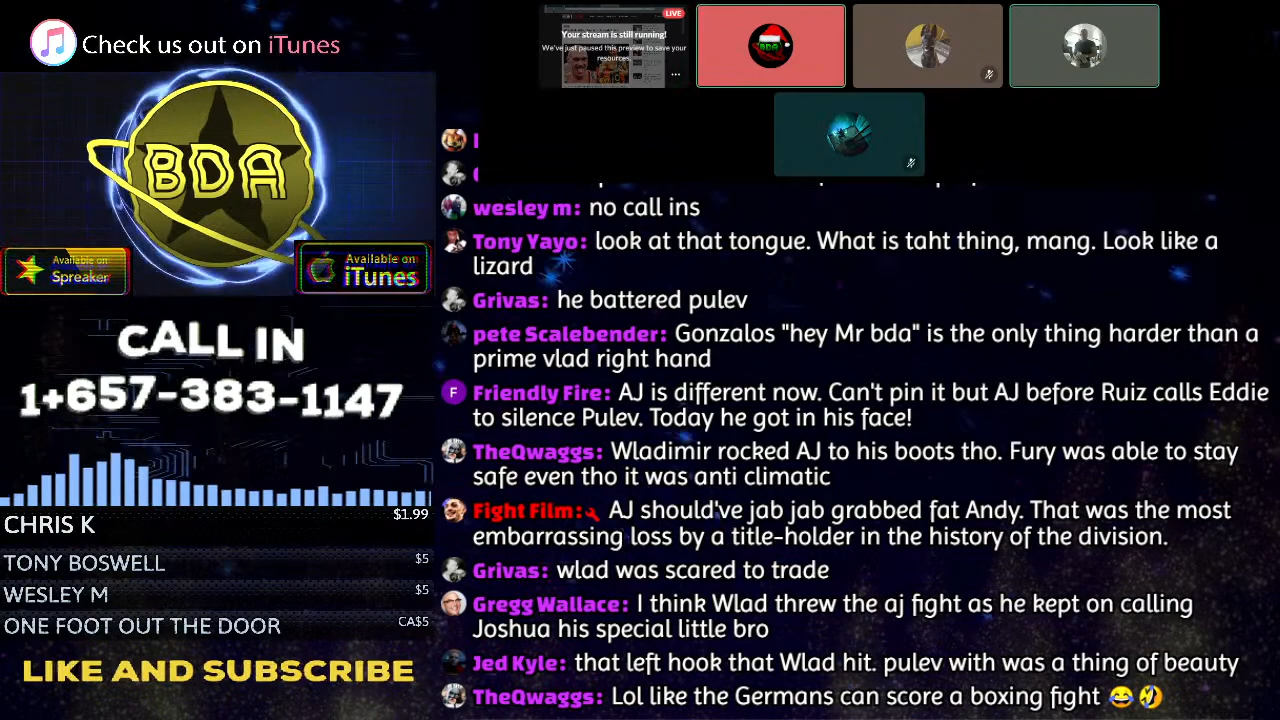 Check us out on iTunes
LIVE
Your stream is still running!
We've just paused this preview to save your
resources.
BDA
BDA
Available on
Spreaker
Available on
iTunes
CALL IN
1+657-383-1147
CHRIS K $1.99
TONY BOSWELL $5
WESLEY M $5
ONE FOOT OUT THE DOOR CA$5
LIKE AND SUBSCRIBE
wesley m: no call ins
Tony Yayo: look at that tongue. What is taht thing, mang. Look like a
lizard
Grivas: he battered pulev
pete Scalebender: Gonzalos "hey Mr bda" is the only thing harder than a
prime vlad right hand
F Friendly Fire: AJ is different now. Can't pin it but AJ before Ruiz calls Eddie
to silence Pulev. Today he got in his face!
TheQwaggs: Wladimir rocked AJ to his boots tho. Fury was able to stay
safe even tho it was anti climatic
Fight Film: AJ should've jab jab grabbed fat Andy. That was the most
embarrassing loss by a title-holder in the history of the division.
Grivas: wlad was scared to trade
Gregg Wallace: I think Wlad threw the aj fight as he kept on calling
Joshua his special little bro
Jed Kyle: that left hook that Wlad hit. pulev with was a thing of beauty
TheQwaggs: Lol like the Germans can score a boxing fight 😂🤣